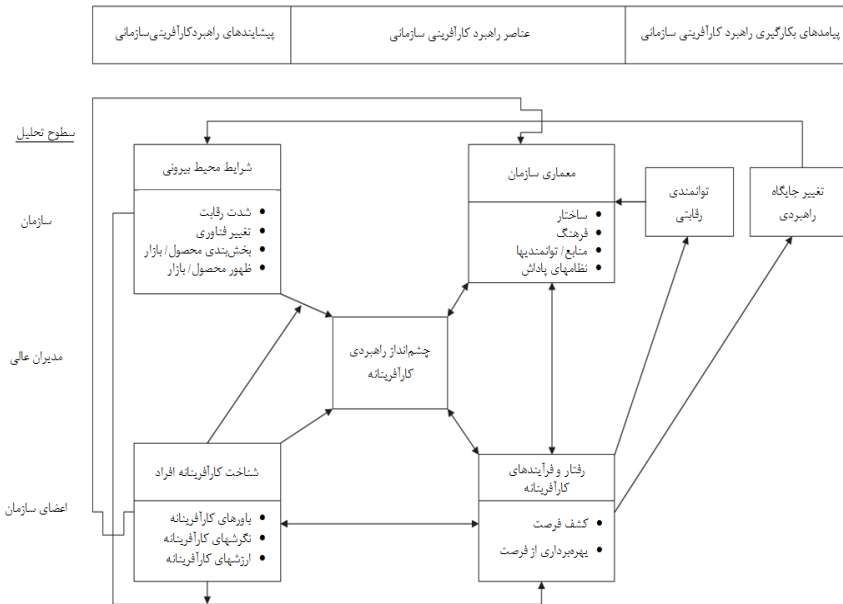 پیشایندهای راهبردکارآفرینی‌سازمانی
عناصر راهبرد کارآفرینی سازمانی
پیامدهای بکارگیری راهبرد کارآفرینی سازمانی
سطوح تحلیل
سازمان
مدیران عالی
اعضای سازمان
شرایط محیط بیرونی
• شدت رقابت
• تغییر فناوری
• بخش‌بندی محصول/ بازار
• ظهور محصول/ بازار
معماری سازمان
• ساختار
• فرهنگ
• منابع/ توانمندیها
• نظامهای پاداش
توانمندی
رقابتی
تغییر جایگاه
راهبردی
چشم‌انداز راهبردی
کارآفرینانه
شناخت کارآفرینانه افراد
• باورهای کارآفرینانه
• نگرشهای کارآفرینانه
• ارزشهای کارآفرینانه
رفتار و فرآیندهای
کارآفرینانه
• کشف فرصت
• بهره‌برداری از فرصت